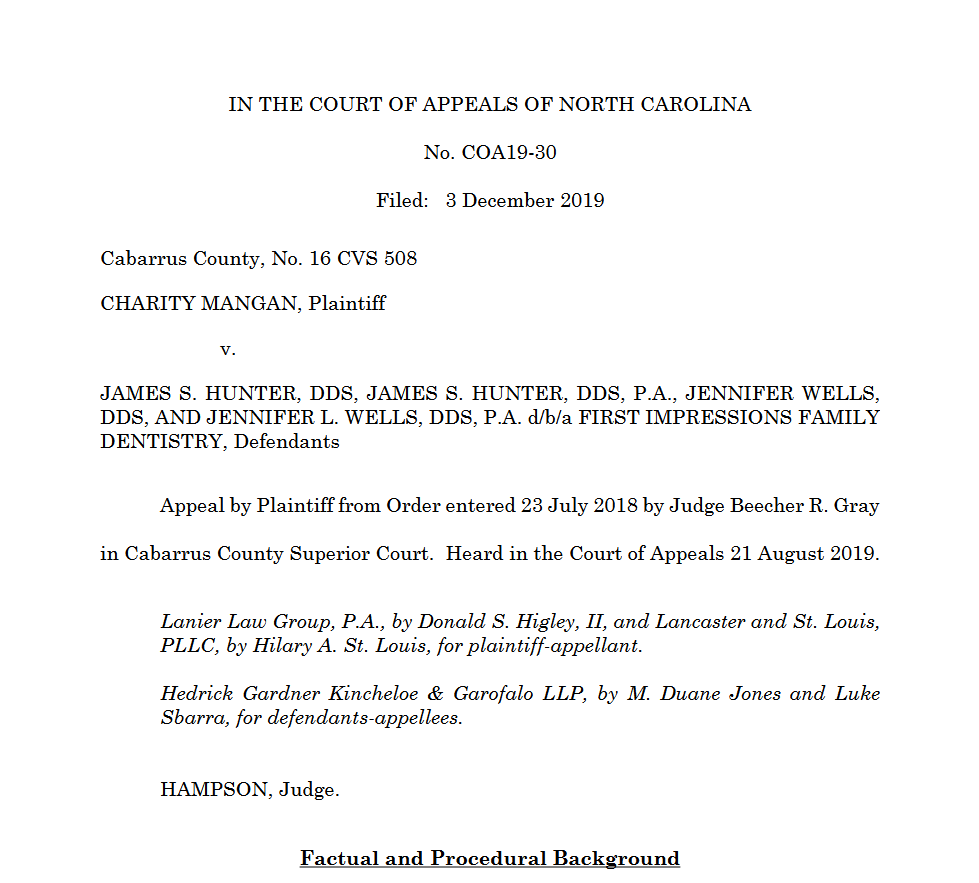 IN THE COURT OF APPEALS OF NORTH CAROLINA
No. COA19-30
Filed: 3 December 2019
Cabarrus County, No. 16 CVS 508
CHARITY MANGAN, Plaintiff
v.
JAMES S. HUNTER, DDS, JAMES S. HUNTER, DDS, P.A., JENNIFER WELLS,
DDS, AND JENNIFER L. WELLS, DDS, P.A. d/b/a FIRST IMPRESSIONS FAMILY
DENTISTRY, Defendants
Appeal by Plaintiff from Order entered 23 July 2018 by Judge Beecher R. Gray
in Cabarrus County Superior Court. Heard in the Court of Appeals 21 August 2019.
Lanier Law Group, P.A., by Donald S. Higley, II, and Lancaster and St. Louis,
PLLC, by Hilary A. St. Louis, for plaintiff-appellant.
Hedrick Gardner Kincheloe & Garofalo LLP, by M. Duane Jones and Luke
Sbarra, for defendants-appellees.
HAMPSON, Judge.
Factual and Procedural Background